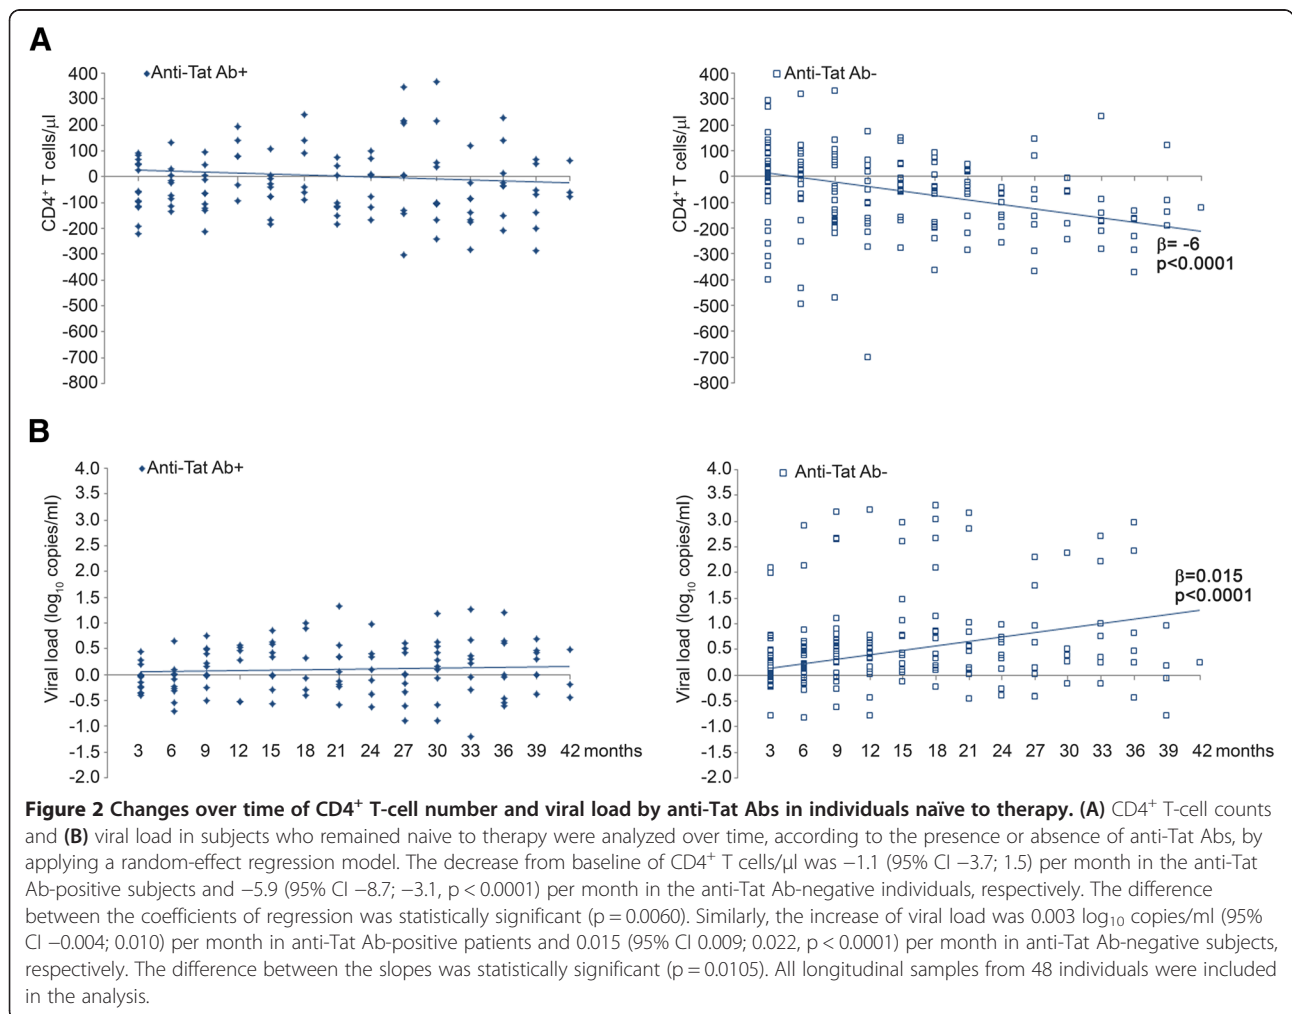 A
Anti-Tat Ab+
CD4⁺ T cells/µl
400
300
200
100
0
-100
-200
-300
-400
-500
-600
-700
-800
Anti-Tat Ab-
CD4⁺ T cells/µl
400
300
200
100
0
-100
-200
-300
-400
-500
-600
-700
-800
β= -6
p<0.0001
B
Anti-Tat Ab+
Viral load (log₁₀ copies/ml)
4.0
3.5
3.0
2.5
2.0
1.5
1.0
0.5
0.0
-0.5
-1.0
-1.5
-2.0
3 6 9 12 15 18 21 24 27 30 33 36 39 42 months
Anti-Tat Ab-
Viral load (log₁₀ copies/ml)
4.0
3.5
3.0
2.5
2.0
1.5
1.0
0.5
0.0
-0.5
-1.0
-1.5
-2.0
β=0.015
p<0.0001
3 6 9 12 15 18 21 24 27 30 33 36 39 42 months
Figure 2 Changes over time of CD4⁺ T-cell number and viral load by anti-Tat Abs in individuals naïve to therapy. (A) CD4⁺ T-cell counts
and (B) viral load in subjects who remained naive to therapy were analyzed over time, according to the presence or absence of anti-Tat Abs, by
applying a random-effect regression model. The decrease from baseline of CD4⁺ T cells/µl was −1.1 (95% CI −3.7; 1.5) per month in the anti-Tat
Ab-positive subjects and −5.9 (95% CI −8.7; −3.1, p < 0.0001) per month in the anti-Tat Ab-negative individuals, respectively. The difference
between the coefficients of regression was statistically significant (p = 0.0060). Similarly, the increase of viral load was 0.003 log₁₀ copies/ml (95%
CI −0.004; 0.010) per month in anti-Tat Ab-positive patients and 0.015 (95% CI 0.009; 0.022, p < 0.0001) per month in anti-Tat Ab-negative subjects,
respectively. The difference between the slopes was statistically significant (p = 0.0105). All longitudinal samples from 48 individuals were included
in the analysis.